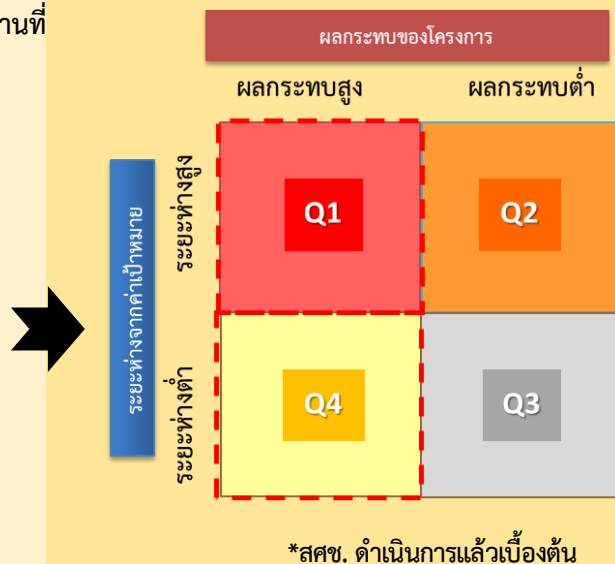 านที่
ผลกระทบของโครงการ
ผลกระทบสูง ผลกระทบต่ำ
ระยะห่างจากค่าเป้าหมาย
ระยะห่างสูง
Q1 Q2
ระยะห่างต่ำ
Q4 Q3
*สศช. ดำเนินการแล้วเบื้องต้น